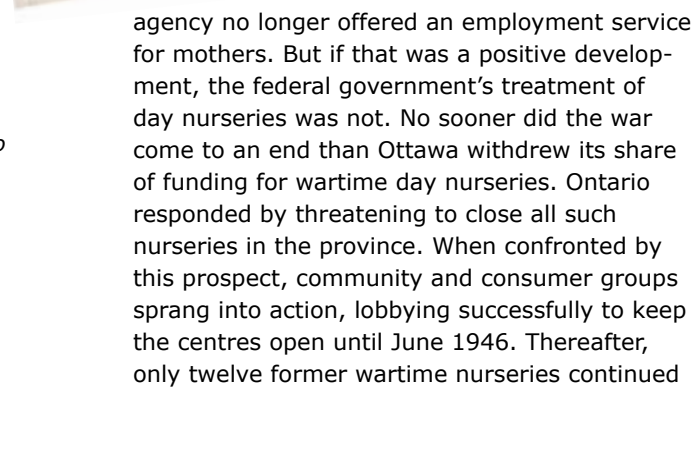 agency no longer offered an employment service
for mothers. But if that was a positive develop-
ment, the federal government’s treatment of
day nurseries was not. No sooner did the war
come to an end than Ottawa withdrew its share
of funding for wartime day nurseries. Ontario
responded by threatening to close all such
nurseries in the province. When confronted by
this prospect, community and consumer groups
sprang into action, lobbying successfully to keep
the centres open until June 1946. Thereafter,
only twelve former wartime nurseries continued